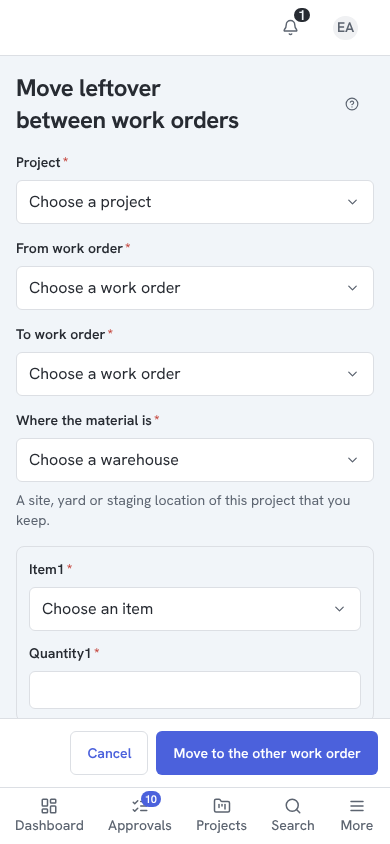 1
EA
Move leftover
between work orders
Project*
Choose a project
From work order*
Choose a work order
To work order*
Choose a work order
Where the material is*
Choose a warehouse
A site, yard or staging location of this project that you
keep.
Item1*
Choose an item
Quantity1*
Cancel
Move to the other work order
10
Dashboard
Approvals
Projects
Search
More